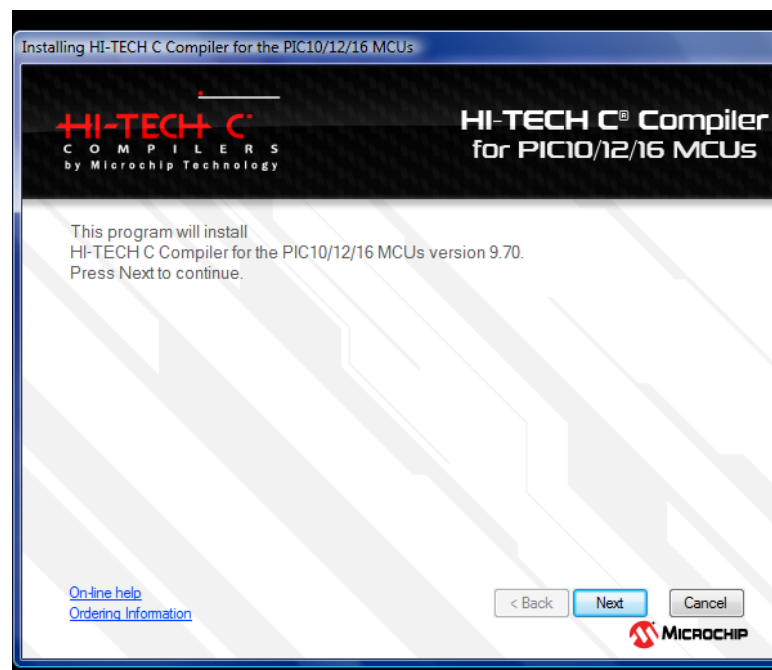 Installing HI-TECH C Compiler for the PIC10/12/16 MCUs
HI-TECH C
COMPILERS
by Microchip Technology
HI-TECH C® Compiler
for PIC10/12/16 MCUs
This program will install
HI-TECH C Compiler for the PIC10/12/16 MCUs version 9.70.
Press Next to continue.
On-line help
Ordering Information
< Back
Next
Cancel
MICROCHIP